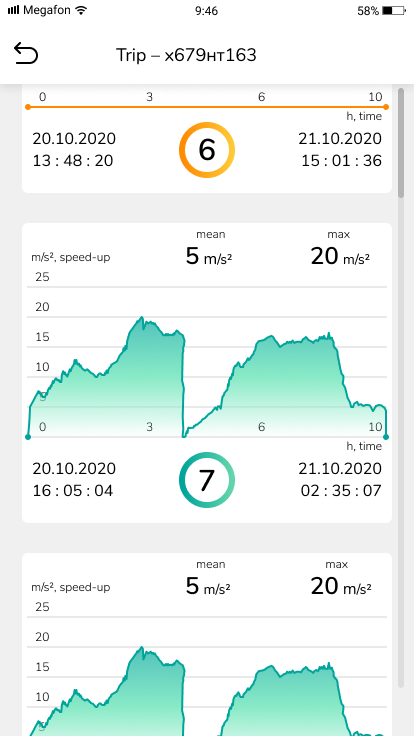 Megafon 9:46 58%
Trip – x679нт163
0 3 6 10
h, time
20.10.2020 6 21.10.2020
13 : 48 : 20 15 : 01 : 36
mean max
m/s², speed-up 5 m/s² 20 m/s²
25
20
15
10
5
0 3 6 10
h, time
20.10.2020 7 21.10.2020
16 : 05 : 04 02 : 35 : 07
mean max
m/s², speed-up 5 m/s² 20 m/s²
25
20
15
10
5